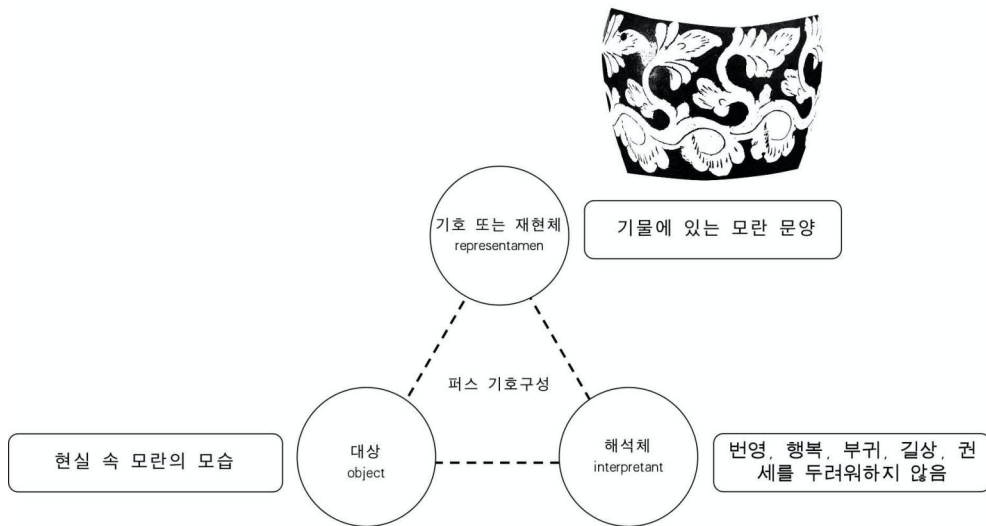 기호 또는 재현체
representamen
기물에 있는 모란 문양
퍼스 기호구성
현실 속 모란의 모습
대상
object
해석체
interpretant
번영, 행복, 부귀, 길상, 권
세를 두려워하지 않음